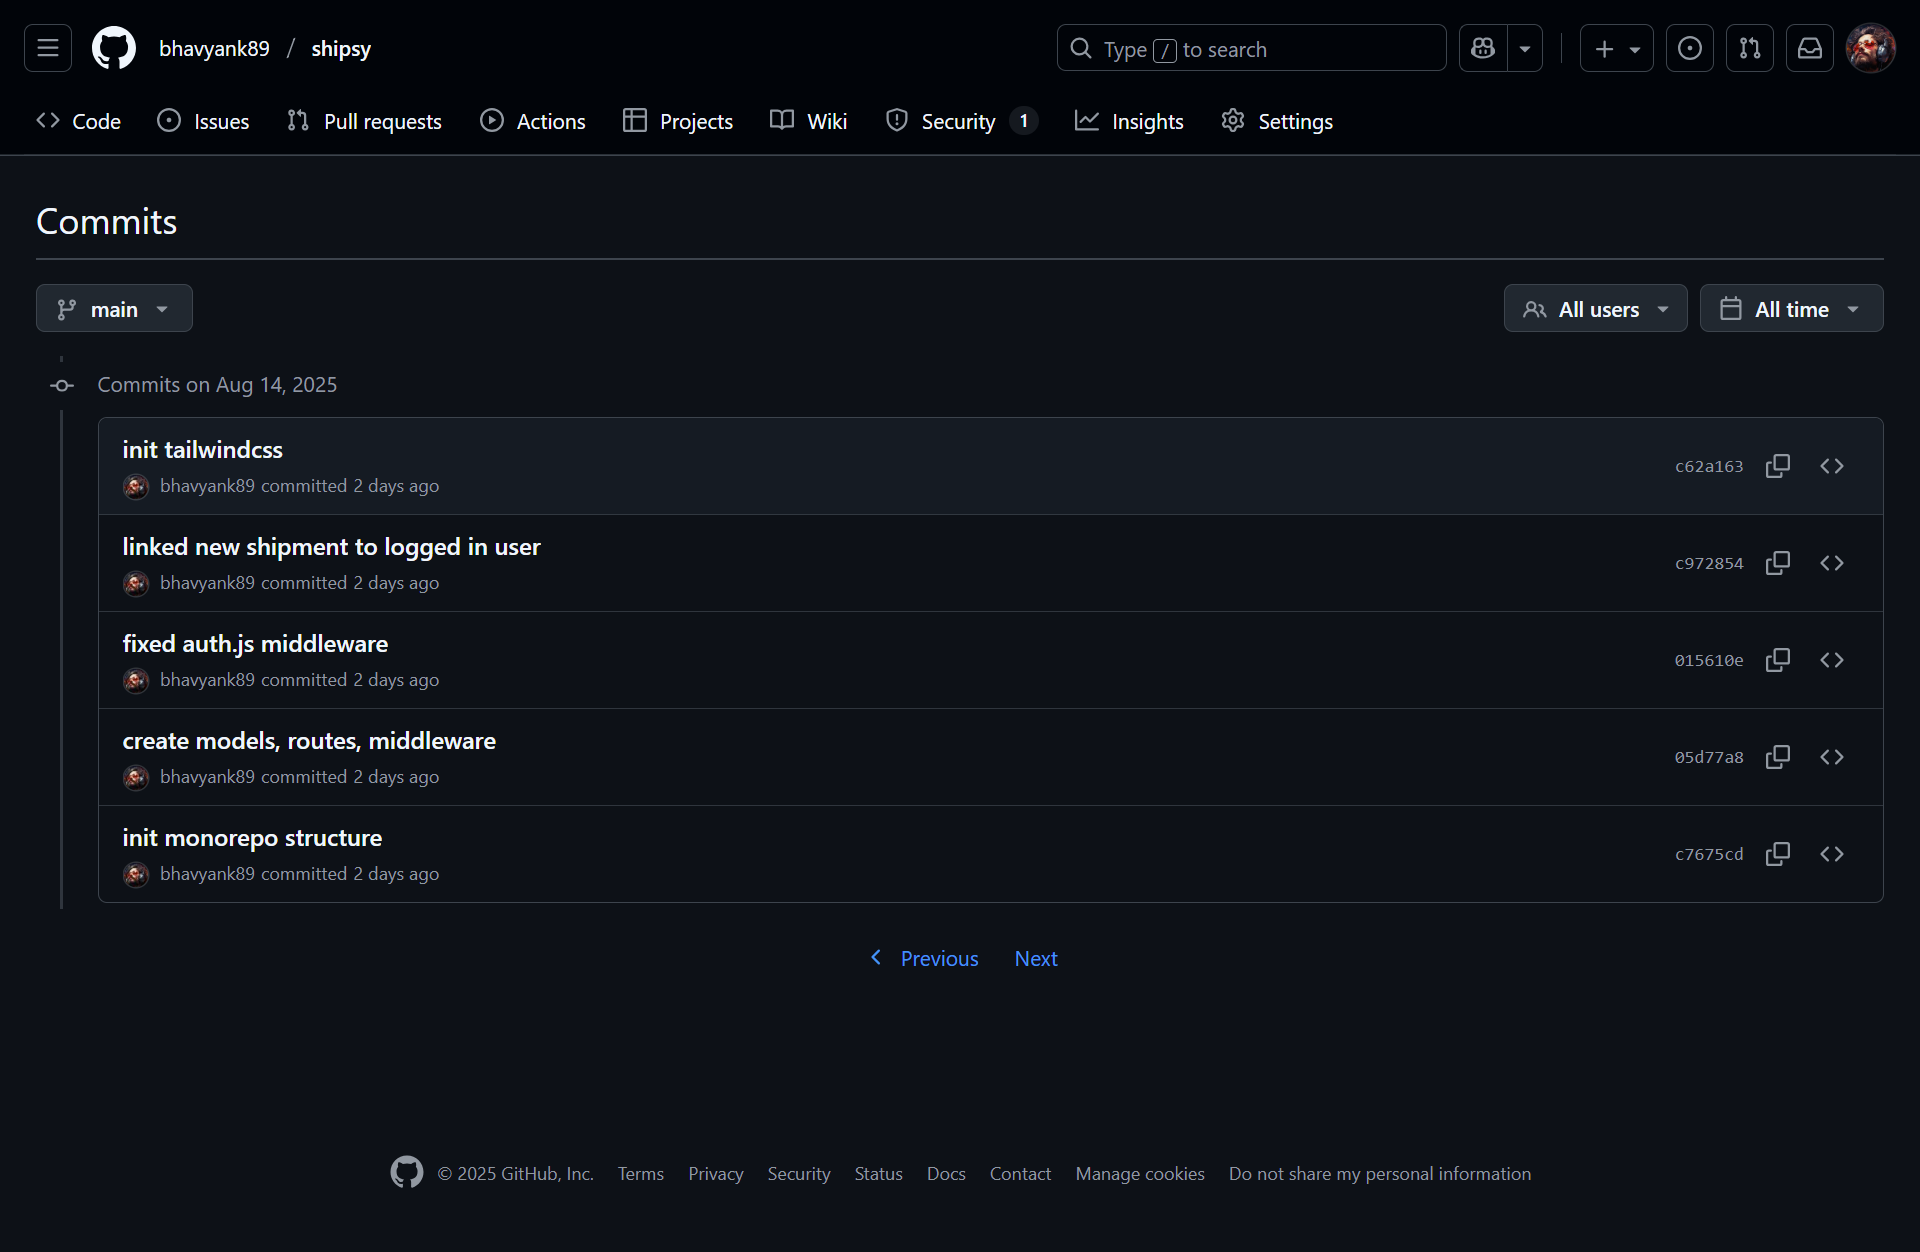 bhavyank89 / shipsy
Type / to search
Code Issues Pull requests Actions Projects Wiki Security 1 Insights Settings
Commits
main All users All time
Commits on Aug 14, 2025
init tailwindcss
bhavyank89 committed 2 days ago
c62a163
linked new shipment to logged in user
bhavyank89 committed 2 days ago
c972854
fixed auth.js middleware
bhavyank89 committed 2 days ago
015610e
create models, routes, middleware
bhavyank89 committed 2 days ago
05d77a8
init monorepo structure
bhavyank89 committed 2 days ago
c7675cd
Previous Next
© 2025 GitHub, Inc. Terms Privacy Security Status Docs Contact Manage cookies Do not share my personal information